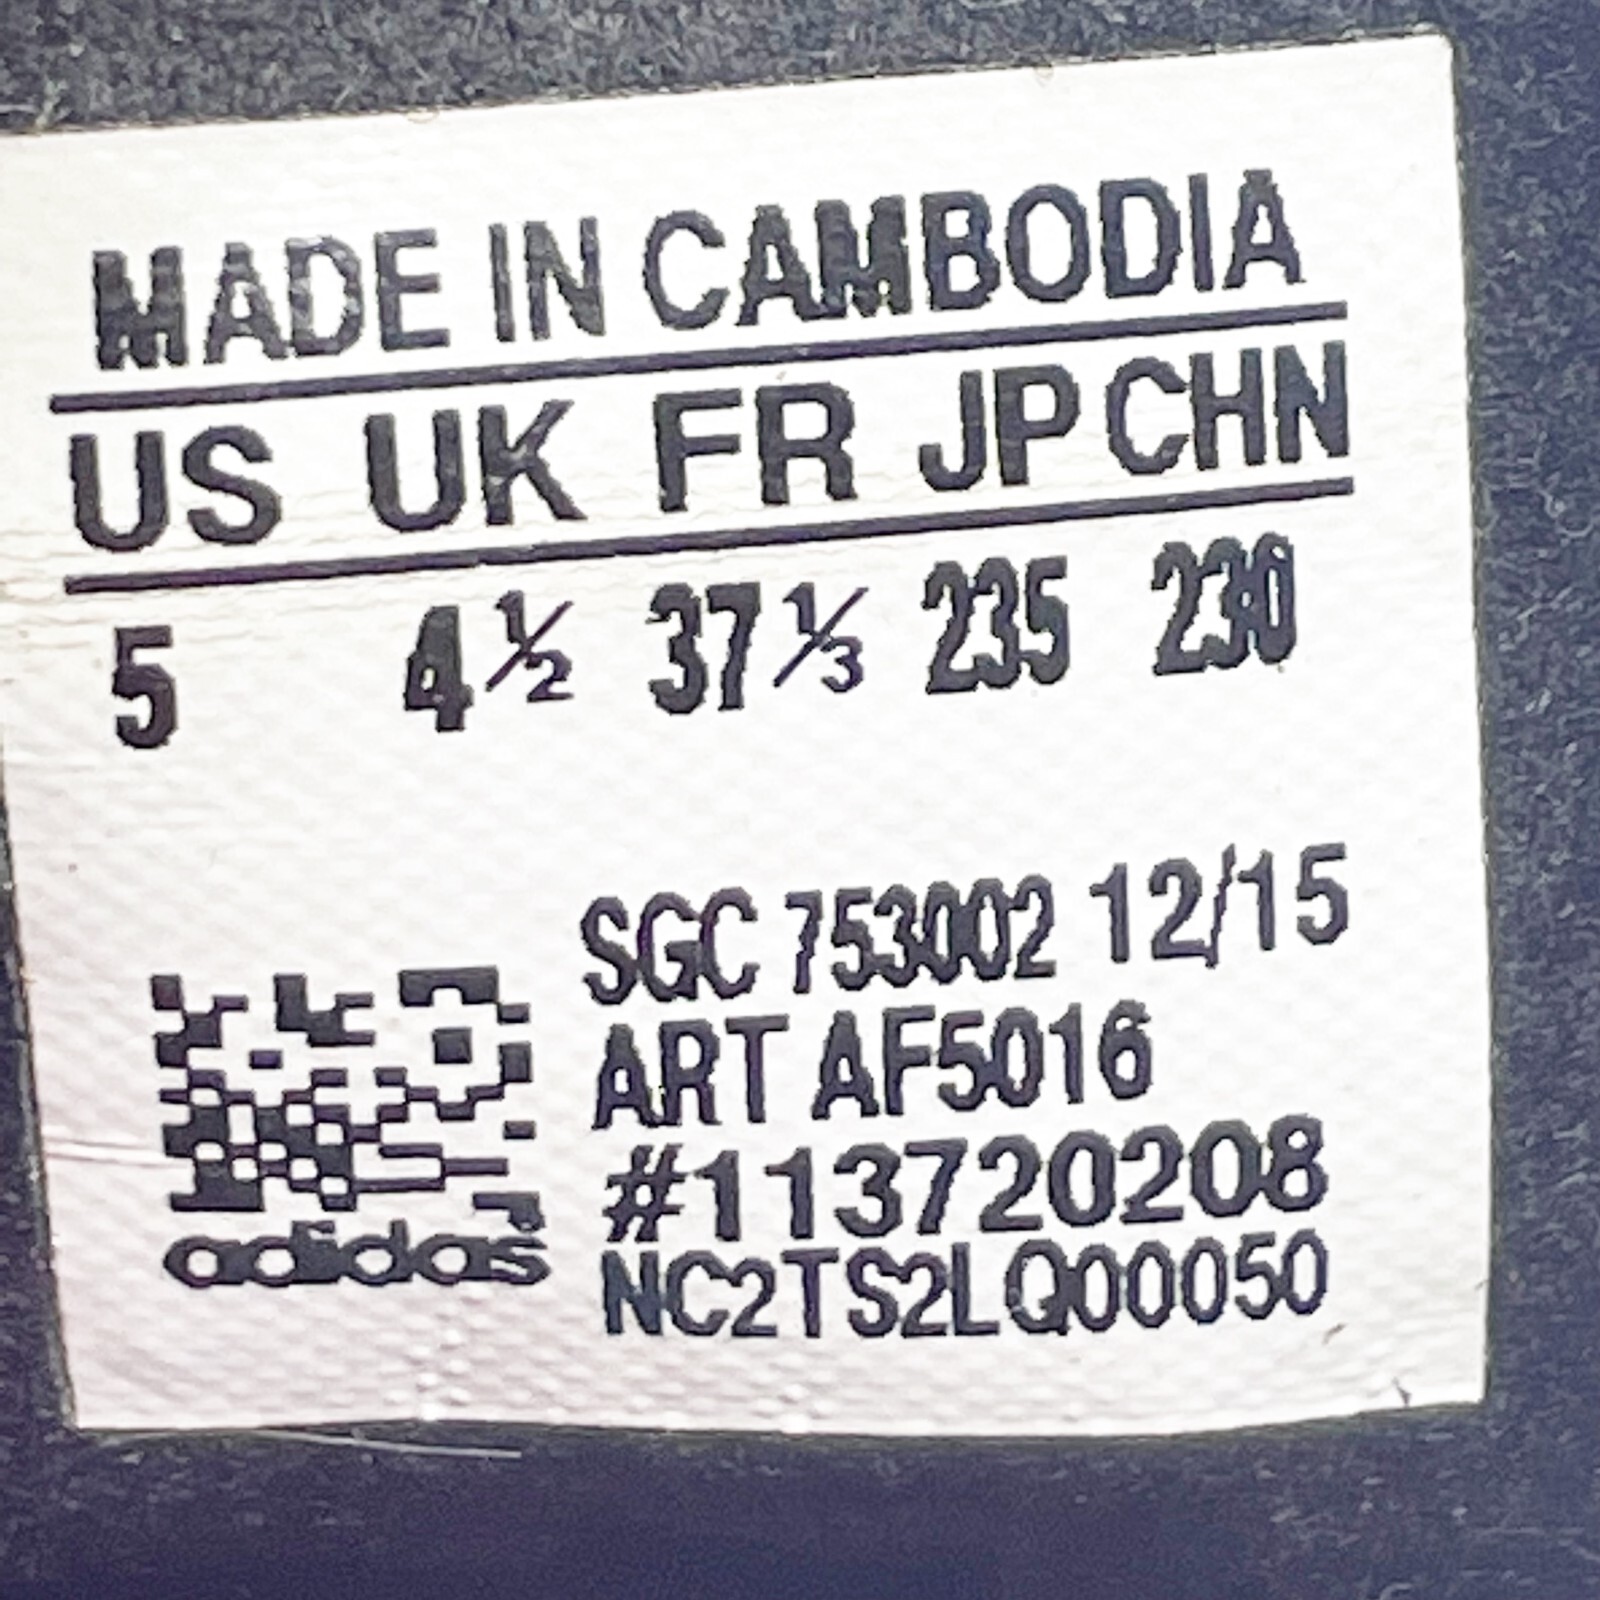 MADE IN CAMBODIA
US UK FR JP CHN
5 4½ 37⅓ 235 230
SGC 753002 12/15
ART AF5016
#113720208
adidas NC2TS2LQ00050